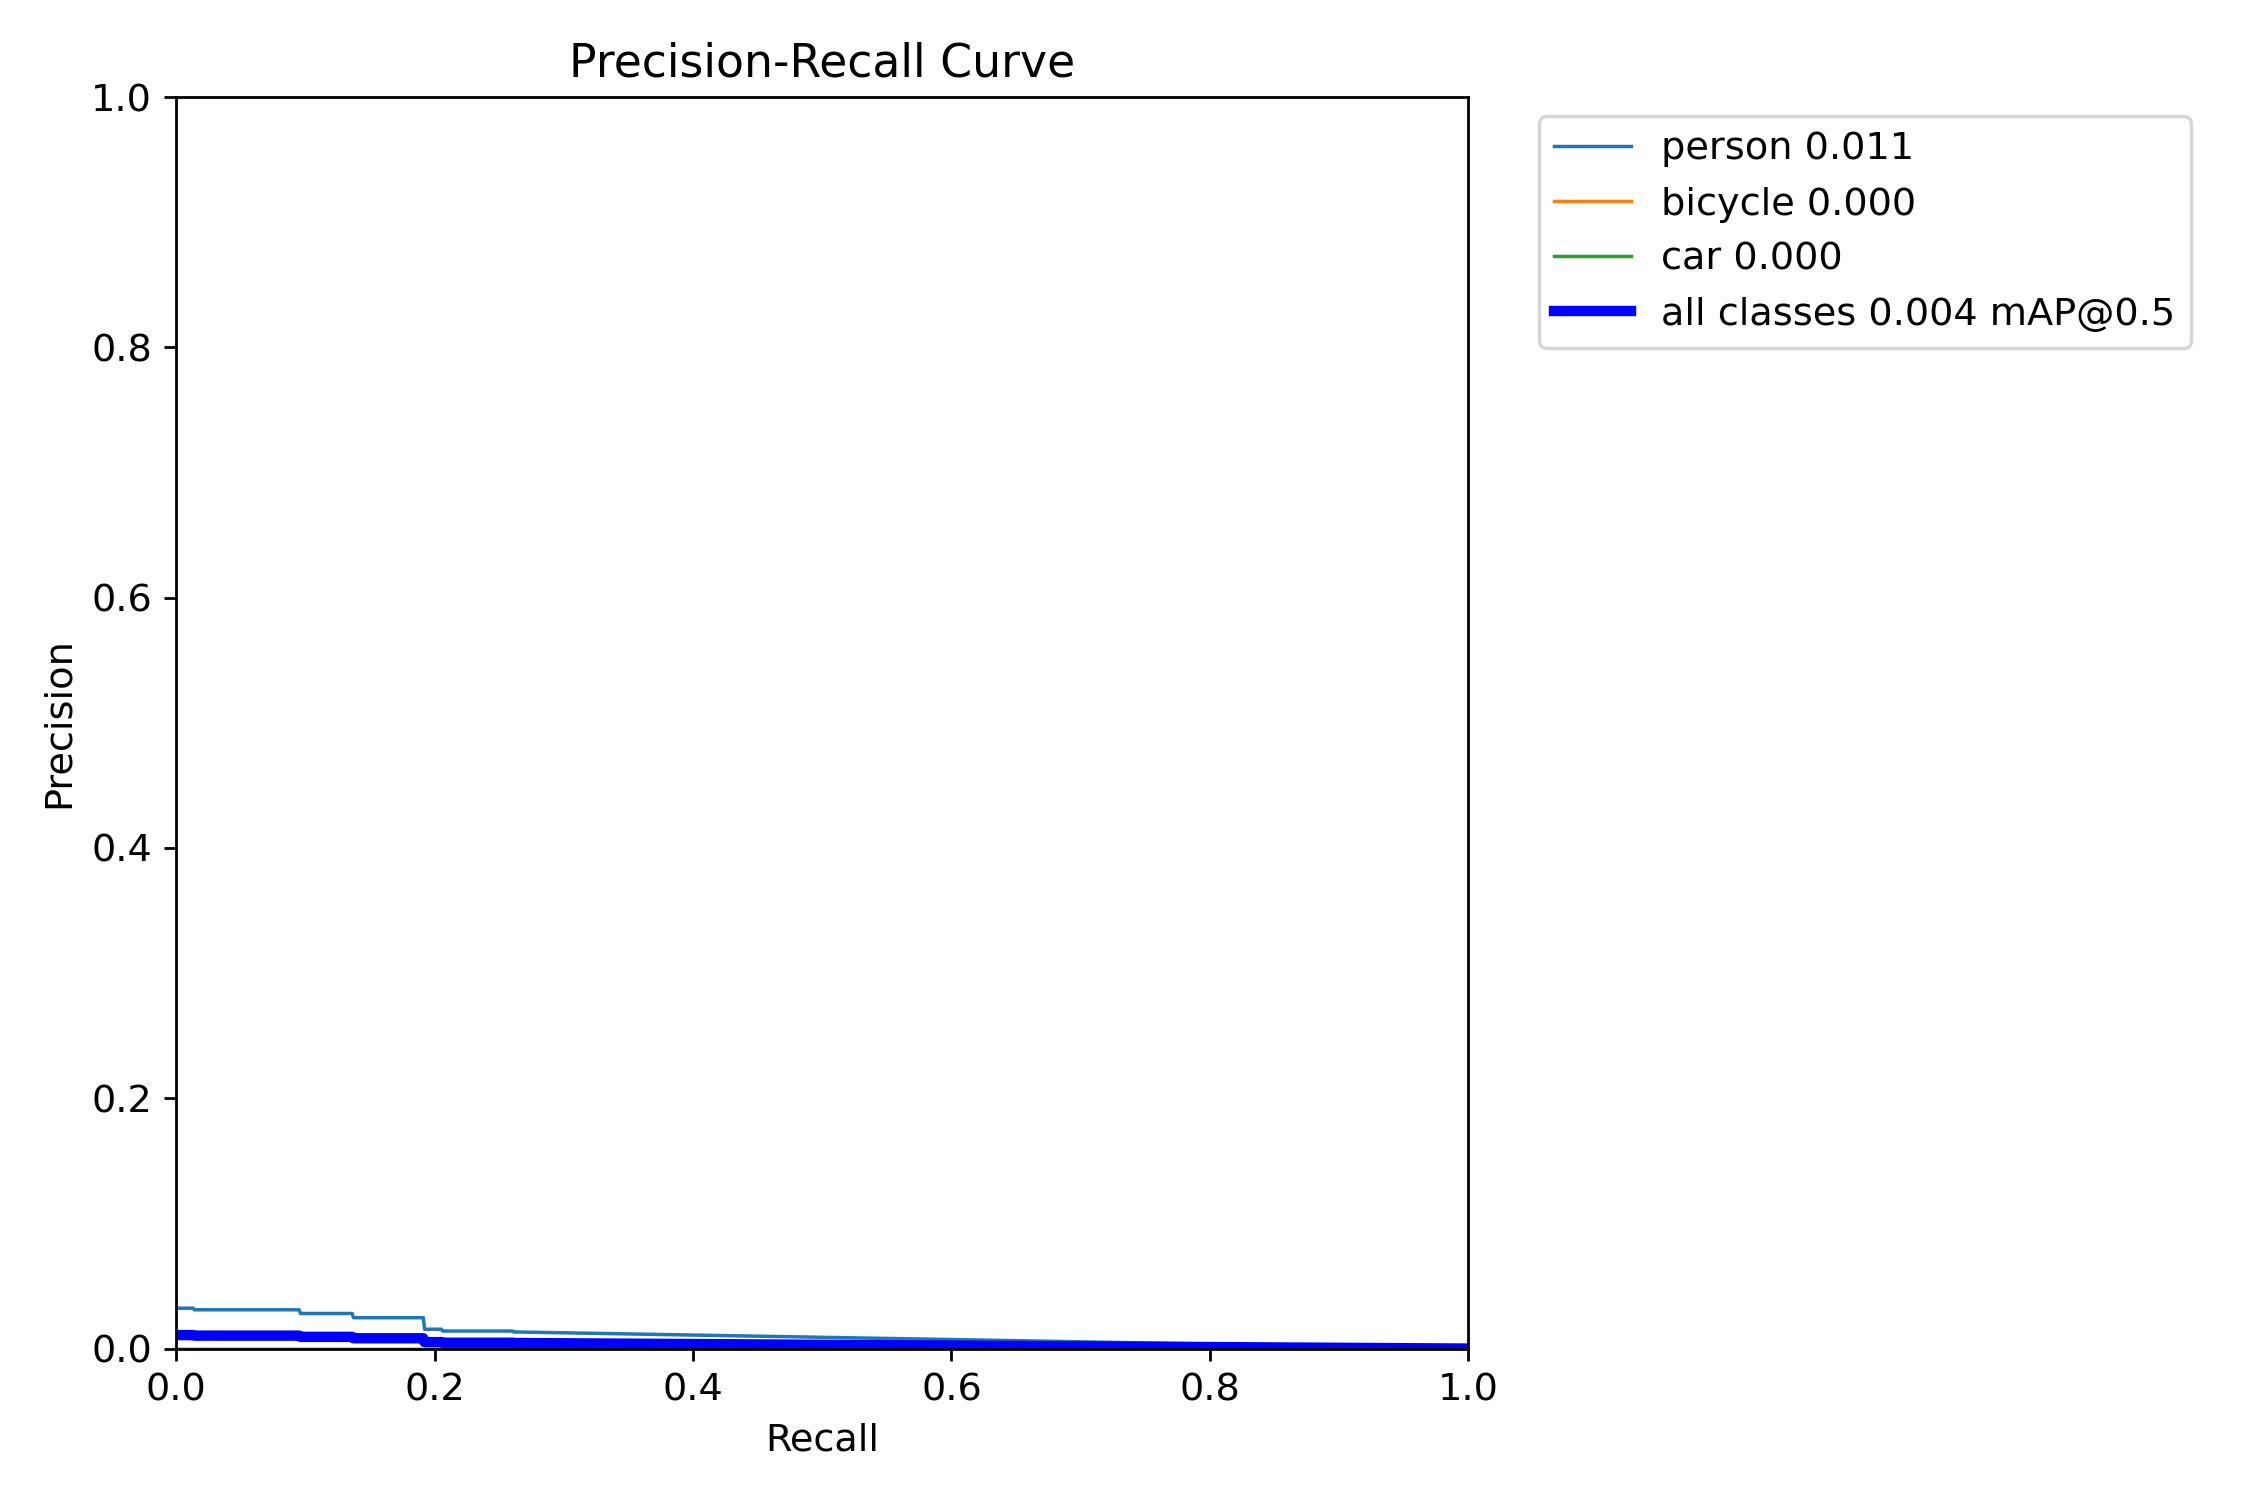 Precision-Recall Curve
1.0
0.8
0.6
0.4
0.2
0.0
Precision
0.0 0.2 0.4 0.6 0.8 1.0
Recall
person 0.011
bicycle 0.000
car 0.000
all classes 0.004 mAP@0.5